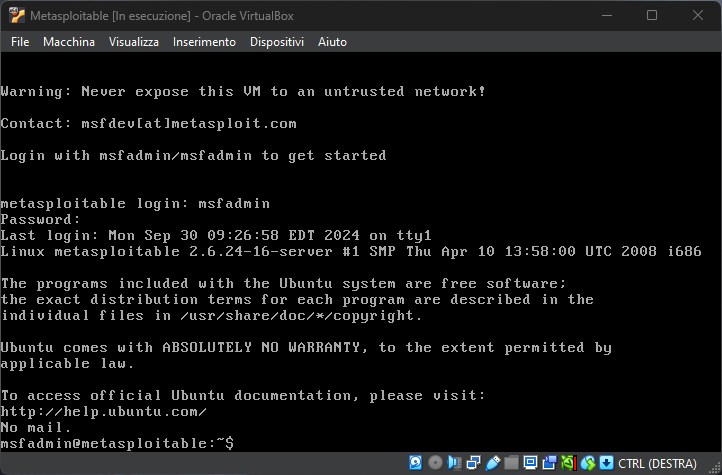 Metasploitable [In esecuzione] - Oracle VirtualBox
File Macchina Visualizza Inserimento Dispositivi Aiuto
Warning: Never expose this VM to an untrusted network!
Contact: msfdev[at]metasploit.com
Login with msfadmin/msfadmin to get started
metasploitable login: msfadmin
Password:
Last login: Mon Sep 30 09:26:58 EDT 2024 on tty1
Linux metasploitable 2.6.24-16-server #1 SMP Thu Apr 10 13:58:00 UTC 2008 i686
The programs included with the Ubuntu system are free software;
the exact distribution terms for each program are described in the
individual files in /usr/share/doc/*/copyright.
Ubuntu comes with ABSOLUTELY NO WARRANTY, to the extent permitted by
applicable law.
To access official Ubuntu documentation, please visit:
http://help.ubuntu.com/
No mail.
msfadmin@metasploitable:~$
CTRL (DESTRA)